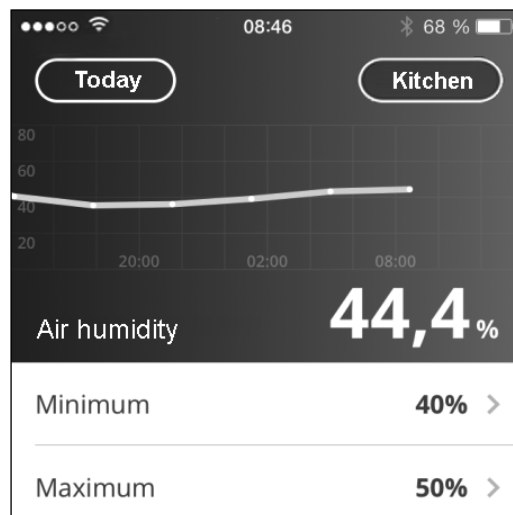 08:46 68 %
Today Kitchen
80
60
40
20
20:00 02:00 08:00
Air humidity 44,4 %
Minimum 40%
Maximum 50%